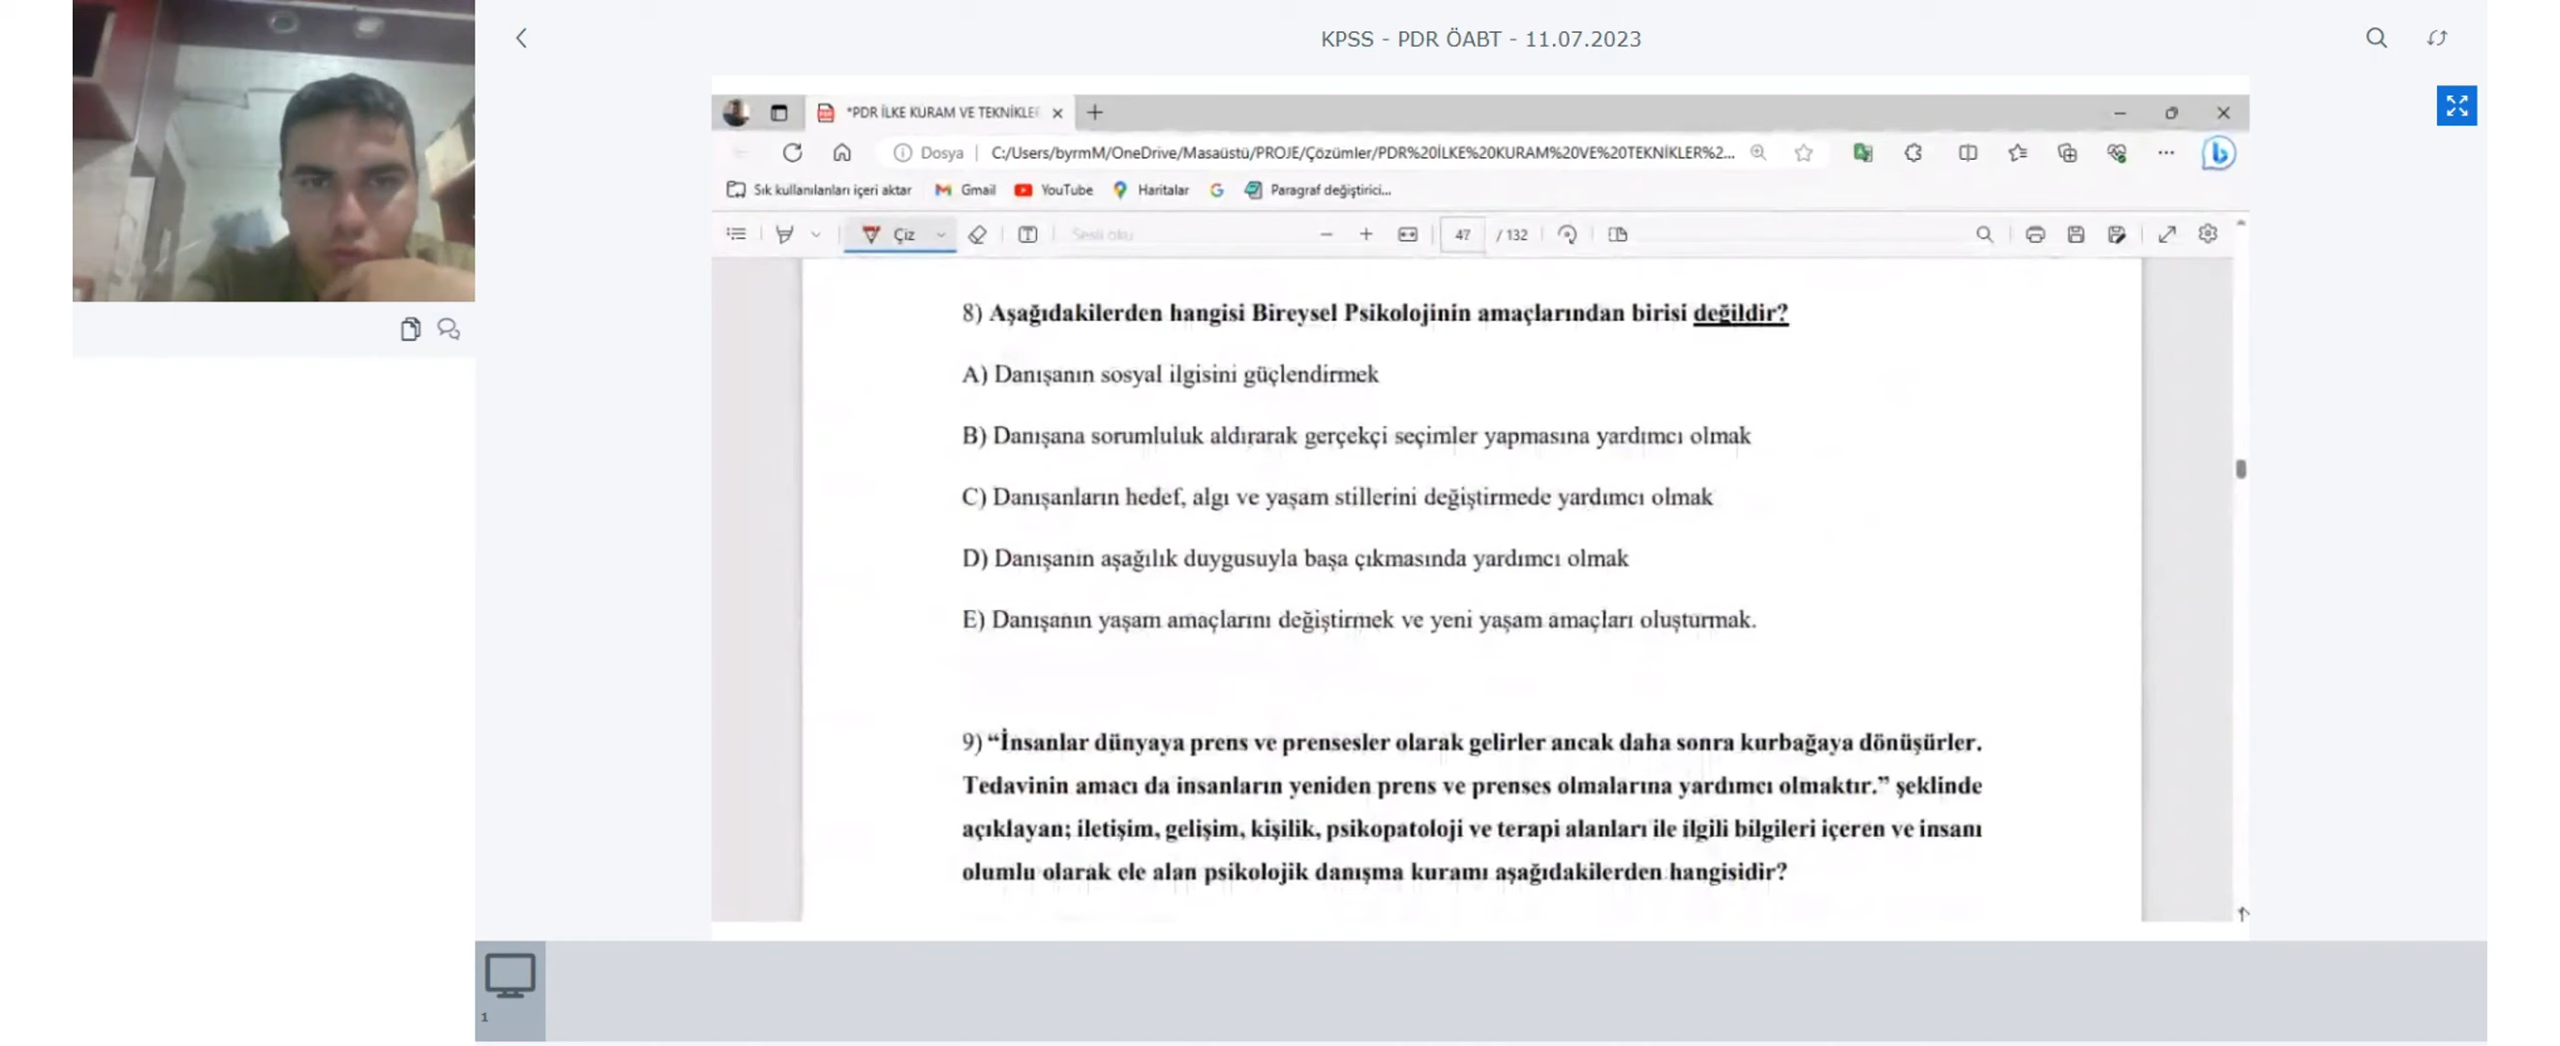 KPSS - PDR ÖABT - 11.07.2023
*PDR İLKE KURAM VE TEKNİKLER
Dosya C:/Users/byrmM/OneDrive/Masaüstü/PROJE/Çözümler/PDR%20İLKE%20KURAM%20VE%20TEKNİKLER%2...
Sık kullanılanları içeri aktar Gmail YouTube Haritalar Paragraf değiştirici...
Çiz Sesli oku 47 / 132
8) Aşağıdakilerden hangisi Bireysel Psikolojinin amaçlarından birisi değildir?
A) Danışanın sosyal ilgisini güçlendirmek
B) Danışana sorumluluk aldırarak gerçekçi seçimler yapmasına yardımcı olmak
C) Danışanların hedef, algı ve yaşam stillerini değiştirmede yardımcı olmak
D) Danışanın aşağılık duygusuyla başa çıkmasında yardımcı olmak
E) Danışanın yaşam amaçlarını değiştirmek ve yeni yaşam amaçları oluşturmak.
9) “İnsanlar dünyaya prens ve prensesler olarak gelirler ancak daha sonra kurbağaya dönüşürler.
Tedavinin amacı da insanların yeniden prens ve prenses olmalarına yardımcı olmaktır.” şeklinde
açıklayan; iletişim, gelişim, kişilik, psikopatoloji ve terapi alanları ile ilgili bilgileri içeren ve insanı
olumlu olarak ele alan psikolojik danışma kuramı aşağıdakilerden hangisidir?
1